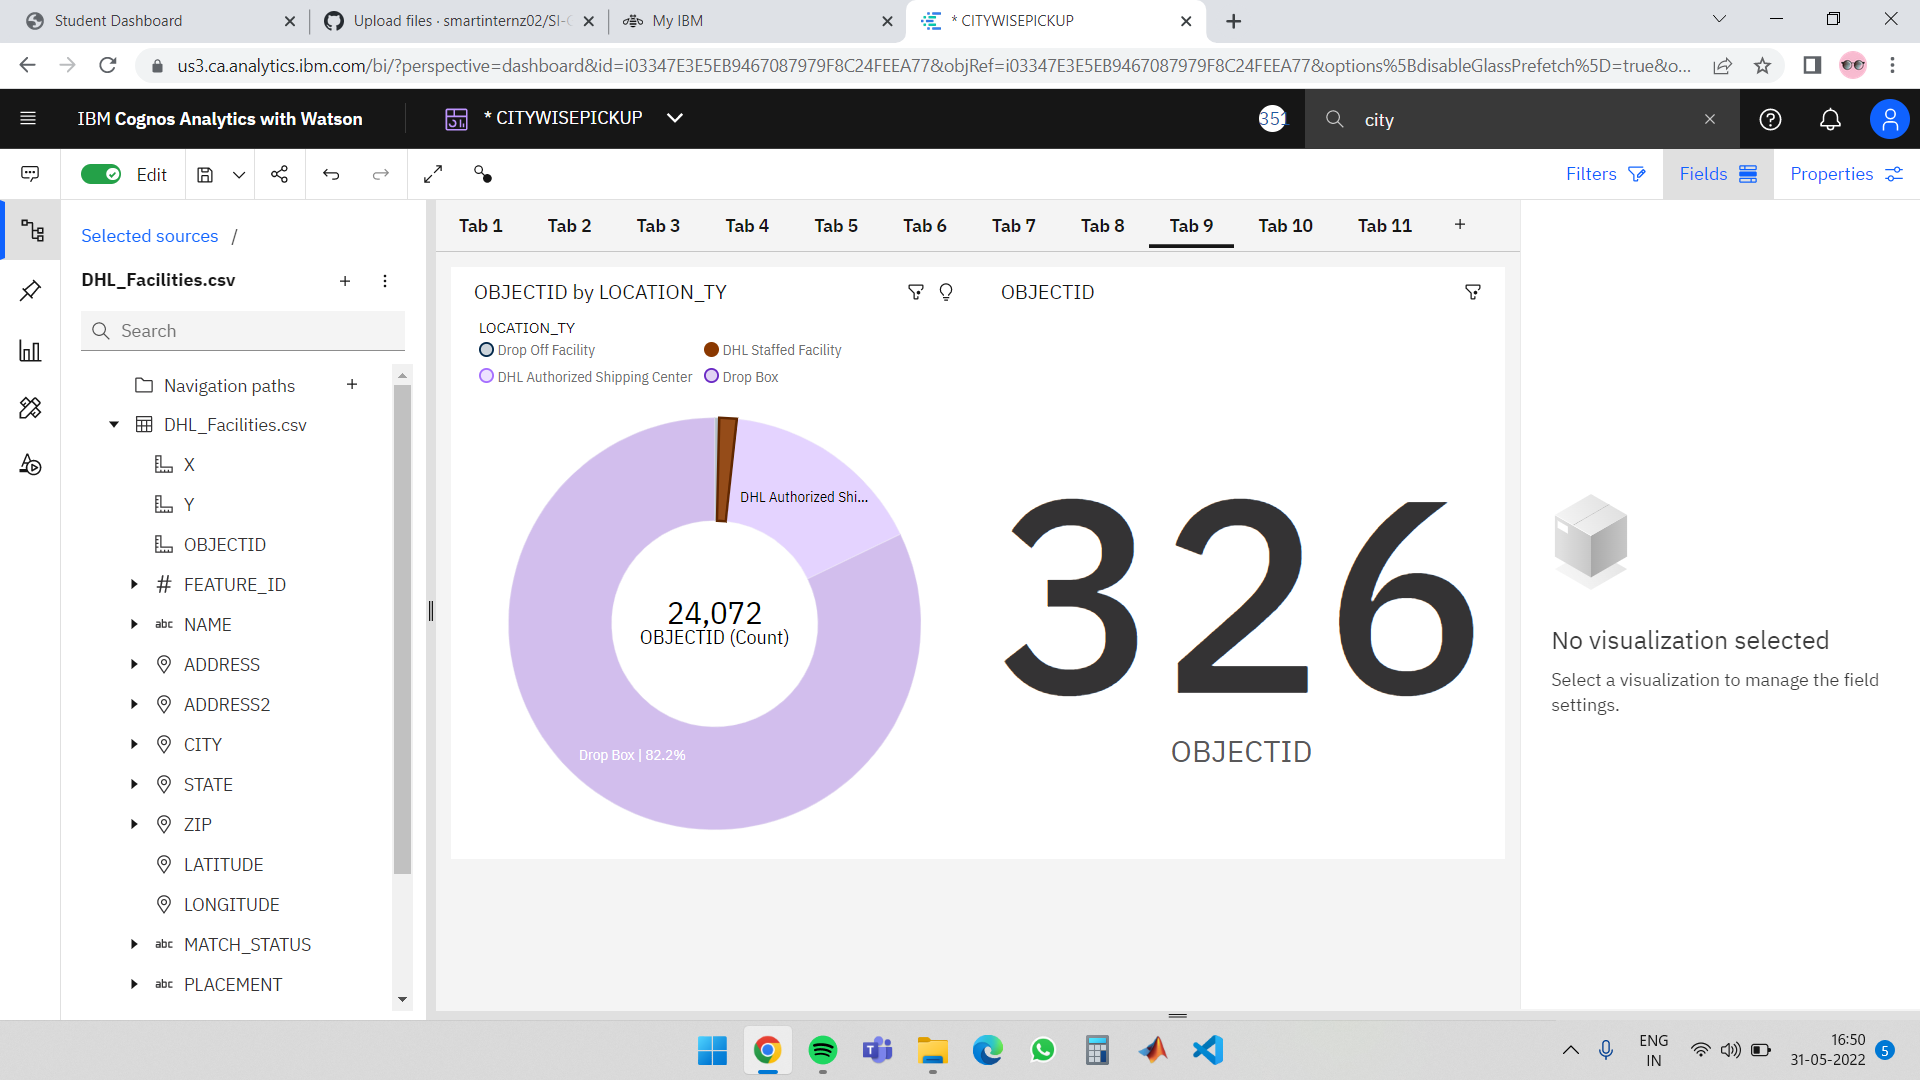 Student Dashboard
Upload files · smartinternz02/SI-G
My IBM
* CITYWISEPICKUP
us3.ca.analytics.ibm.com/bi/?perspective=dashboard&id=i03347E3E5EB9467087979F8C24FEEA77&objRef=i03347E3E5EB9467087979F8C24FEEA77&options%5BdisableGlassPrefetch%5D=true&o...
IBM Cognos Analytics with Watson
* CITYWISEPICKUP
351
city
Edit
Filters
Fields
Properties
Selected sources /
DHL_Facilities.csv
Search
Navigation paths
DHL_Facilities.csv
X
Y
OBJECTID
FEATURE_ID
abc NAME
ADDRESS
ADDRESS2
CITY
STATE
ZIP
LATITUDE
LONGITUDE
abc MATCH_STATUS
abc PLACEMENT
Tab 1
Tab 2
Tab 3
Tab 4
Tab 5
Tab 6
Tab 7
Tab 8
Tab 9
Tab 10
Tab 11
OBJECTID by LOCATION_TY
LOCATION_TY
Drop Off Facility
DHL Staffed Facility
DHL Authorized Shipping Center
Drop Box
DHL Authorized Shi...
24,072
OBJECTID (Count)
Drop Box | 82.2%
OBJECTID
326
OBJECTID
No visualization selected
Select a visualization to manage the field
settings.
ENG
IN
16:50
31-05-2022
5